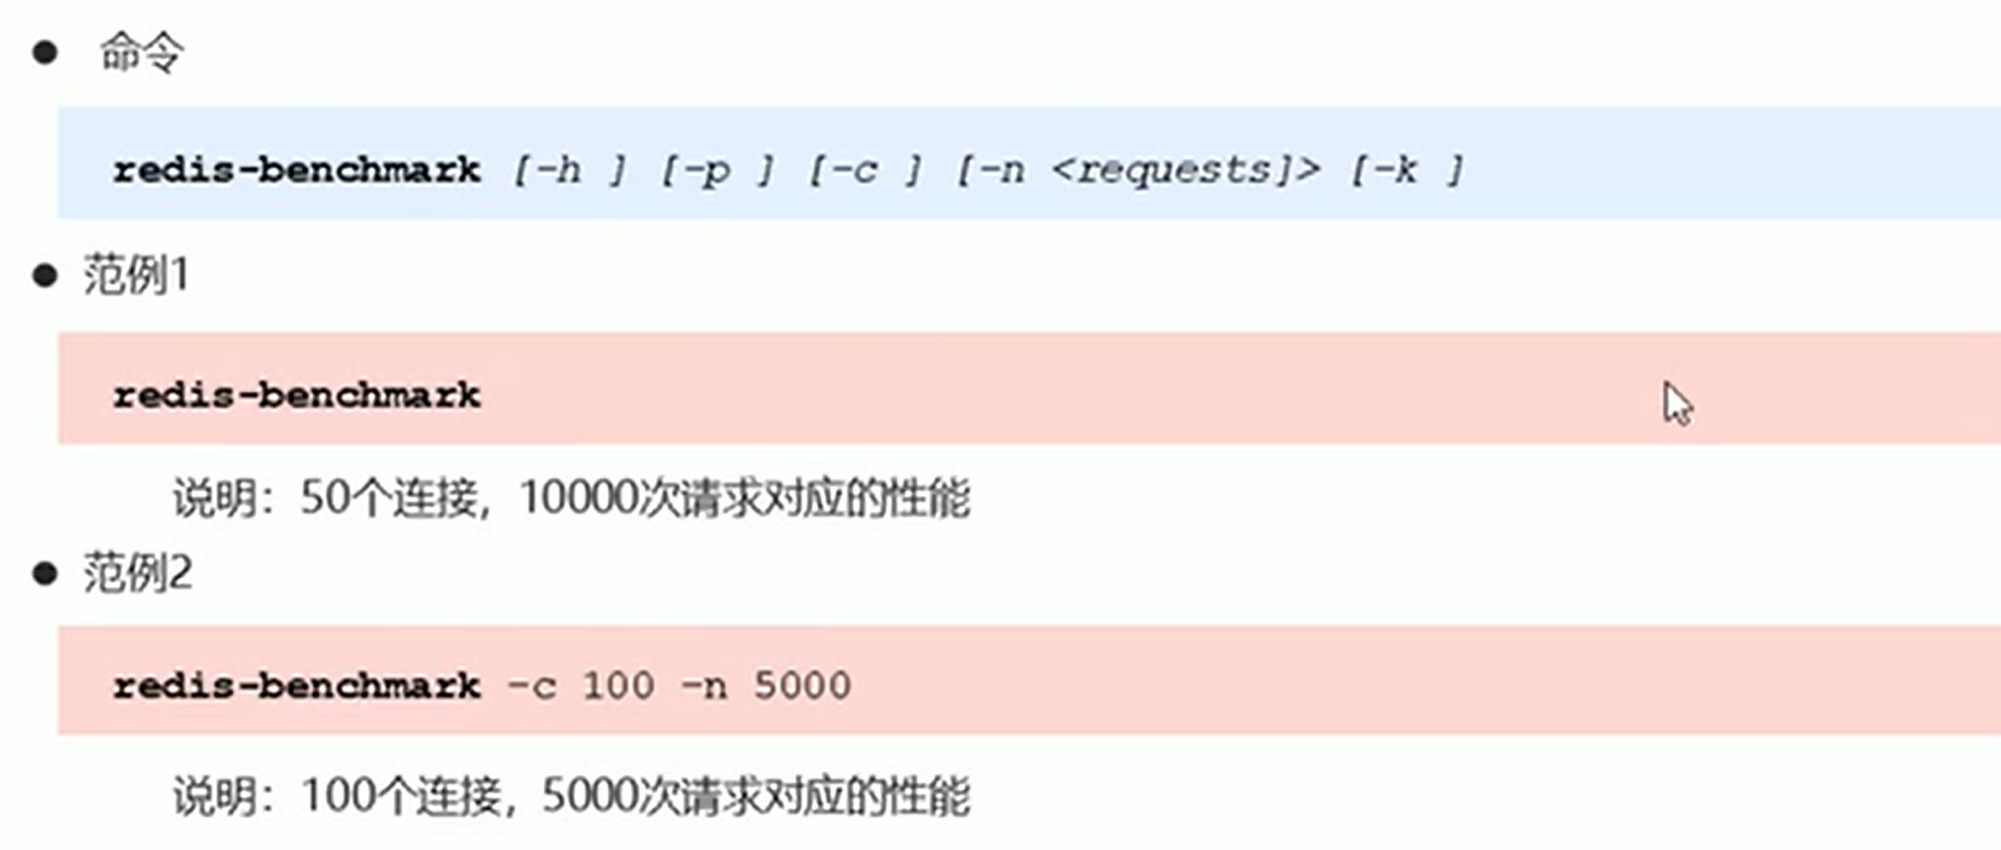 ● 命令
redis-benchmark [-h ] [-p ] [-c ] [-n <requests]> [-k ]
● 范例1
redis-benchmark
说明：50个连接，10000次请求对应的性能
● 范例2
redis-benchmark -c 100 -n 5000
说明：100个连接，5000次请求对应的性能